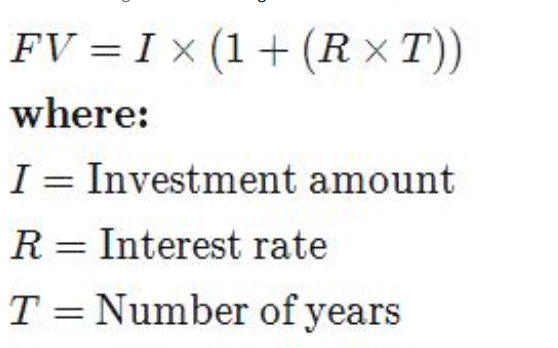 FV = I × (1 + (R × T))
where:
I = Investment amount
R = Interest rate
T = Number of years